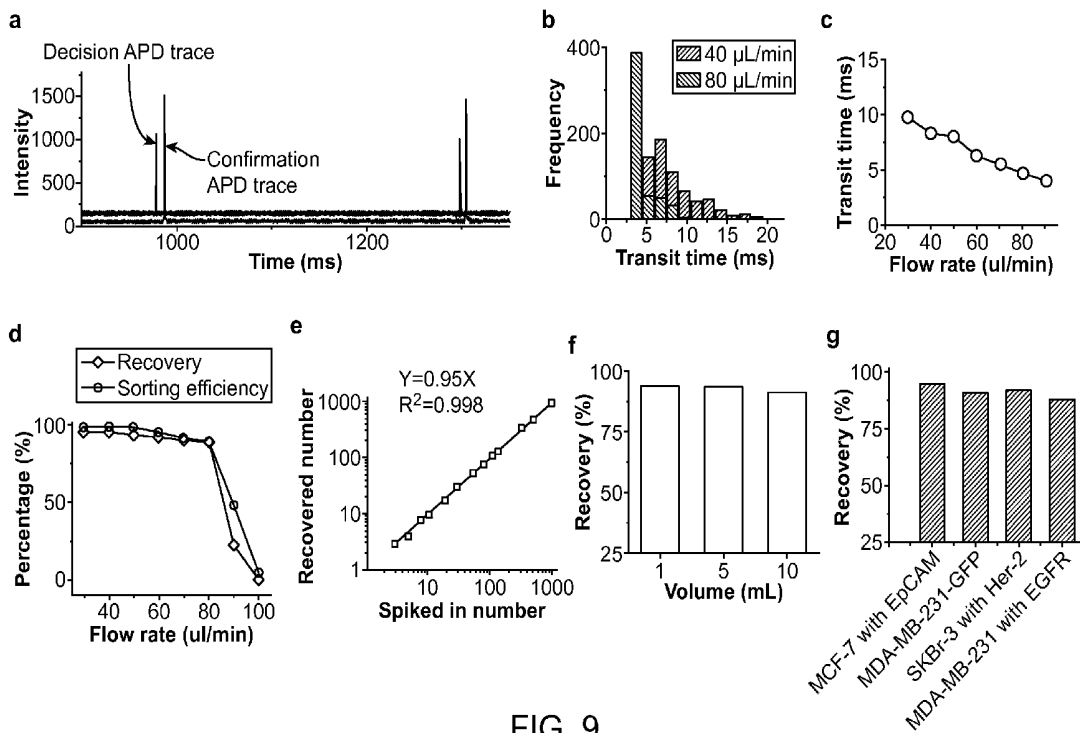 a
Decision APD trace
1500
1000
500
0
Intensity
Confirmation
APD trace
1000
1200
Time (ms)
b
400
200
0
Frequency
40 µL/min
80 µL/min
0
5
10
15
20
Transit time (ms)
c
15
10
5
0
Transit time (ms)
20
40
60
80
Flow rate (ul/min)
d
Recovery
Sorting efficiency
100
50
0
Percentage (%)
40
60
80
100
Flow rate (ul/min)
e
Y=0.95X
R²=0.998
1000
100
10
1
Recovered number
10
100
1000
Spiked in number
f
100
75
50
25
Recovery (%)
1
5
10
Volume (mL)
g
100
75
50
25
Recovery (%)
MCF-7 with EpCAM
MDA-MB-231-GFP
SKBr-3 with Her-2
MDA-MB-231 with EGFR
FIG. 9